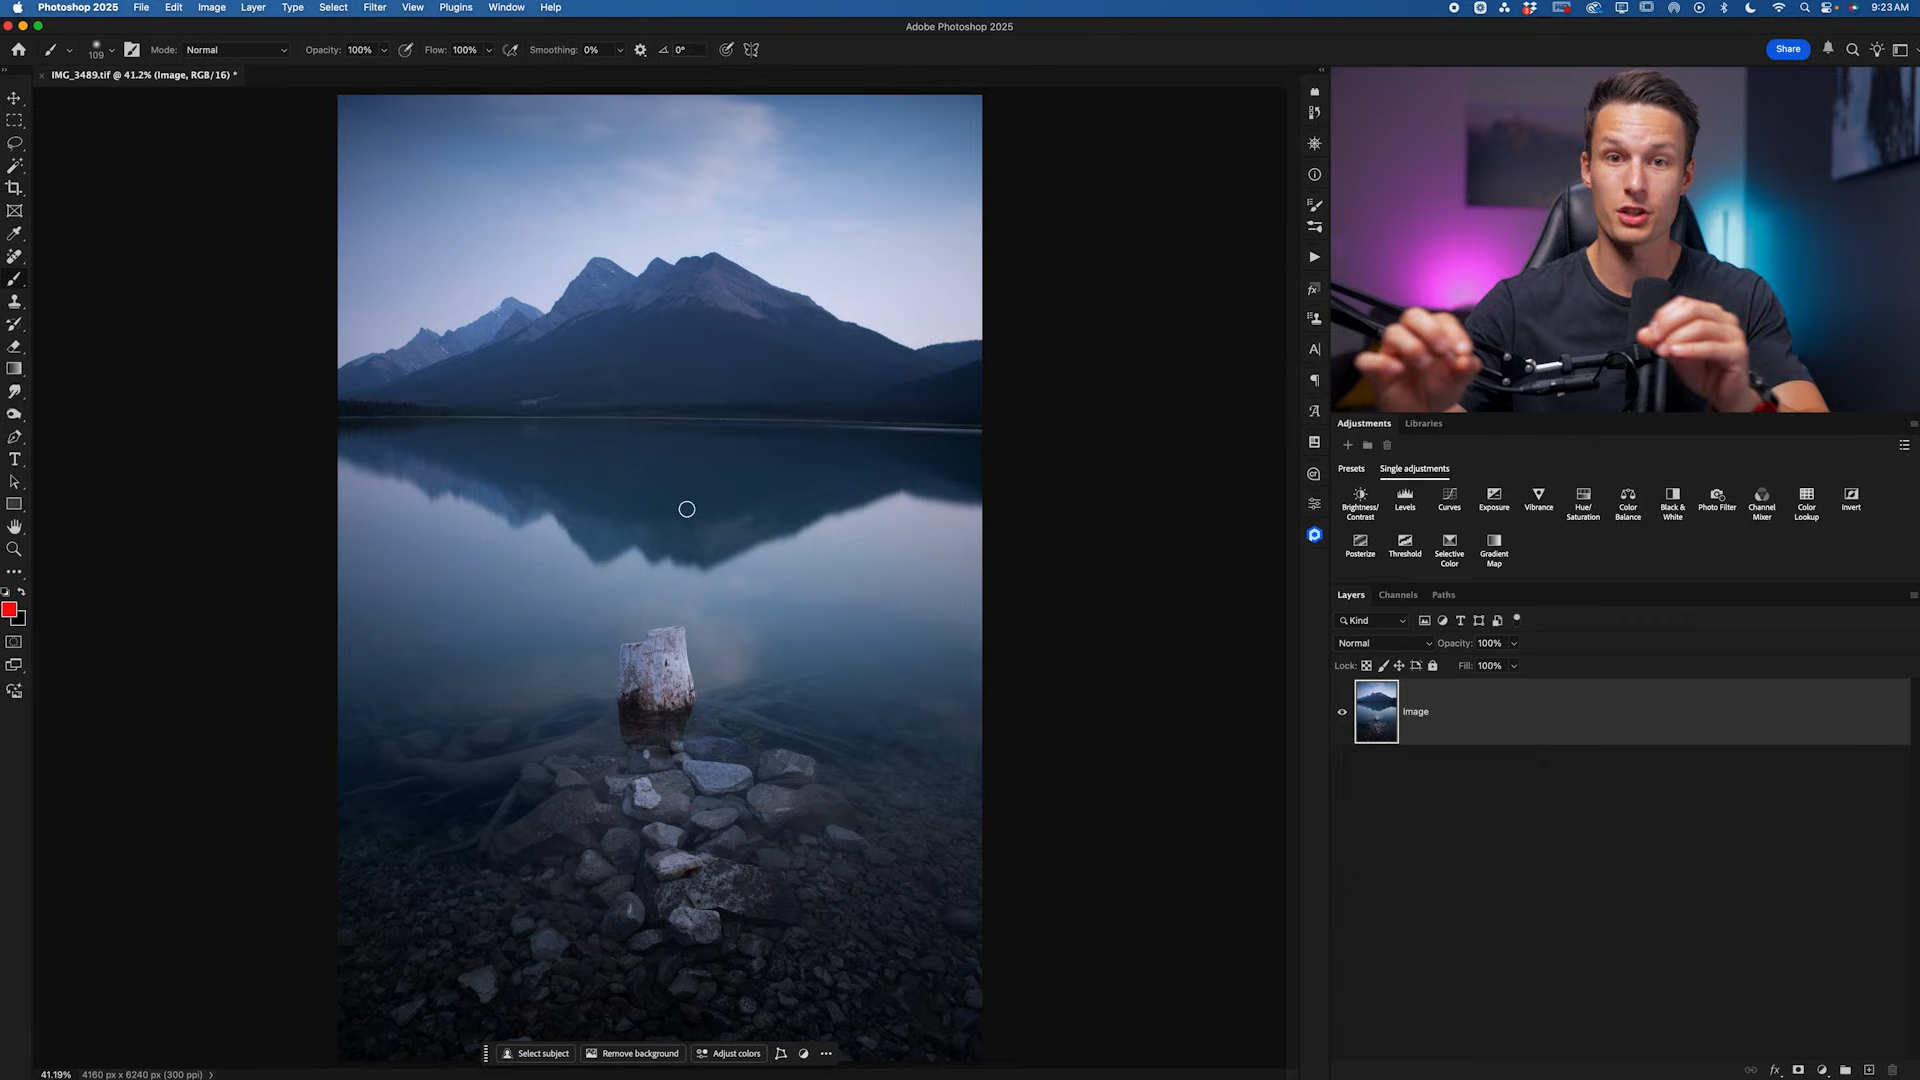 Photoshop 2025 File Edit Image Layer Type Select Filter View Plugins Window Help 9:23 AM
Adobe Photoshop 2025
109 Mode: Normal Opacity: 100% Flow: 100% Smoothing: 0% 0° Share
IMG_3489.tif @ 41.2% (Image, RGB/16) *
Adjustments Libraries
Presets Single adjustments
Brightness/ Contrast Levels Curves Exposure Vibrance Hue/ Saturation Color Balance Black & White Photo Filter Channel Mixer Color Lookup Invert
Posterize Threshold Selective Color Gradient Map
Layers Channels Paths
Kind
Normal Opacity: 100%
Lock: Fill: 100%
Image
Select subject Remove background Adjust colors
41.19% 4160 px x 6240 px (300 ppi)